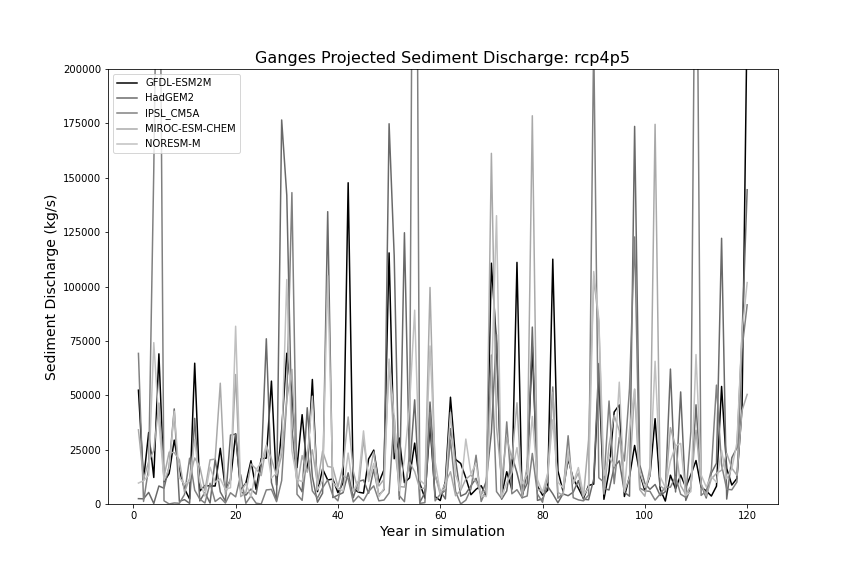 Ganges Projected Sediment Discharge: rcp4p5
200000
175000
150000
125000
100000
75000
50000
25000
0
Sediment Discharge (kg/s)
GFDL-ESM2M
HadGEM2
IPSL_CM5A
MIROC-ESM-CHEM
NORESM-M
0 20 40 60 80 100 120
Year in simulation